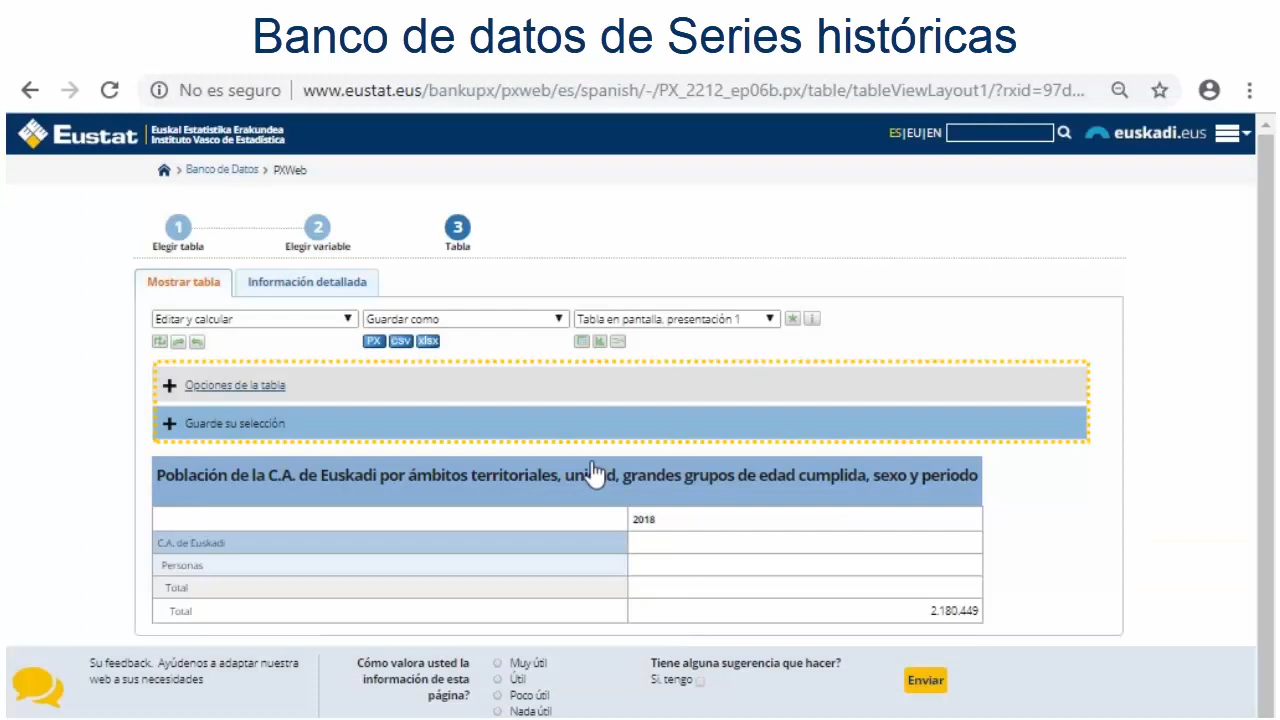 Banco de datos de Series históricas
No es seguro | www.eustat.eus/bankupx/pxweb/es/spanish/-/PX_2212_ep06b.px/table/tableViewLayout1/?rxid=97d...
Eustat
Euskal Estatistika Erakundea
Instituto Vasco de Estadística
ES|EU|EN
euskadi.eus
Banco de Datos > PXWeb
1 2 3
Elegir tabla Elegir variable Tabla
Mostrar tabla Información detallada
Editar y calcular Guardar como Tabla en pantalla, presentación 1
PX CSV xlsx
+ Opciones de la tabla
+ Guarde su selección
Población de la C.A. de Euskadi por ámbitos territoriales, unidad, grandes grupos de edad cumplida, sexo y periodo
2018
C.A. de Euskadi
Personas
Total
Total 2.180.449
Su feedback. Ayúdenos a adaptar nuestra
web a sus necesidades
Cómo valora usted la
información de esta
página?
Muy útil
Útil
Poco útil
Nada útil
Tiene alguna sugerencia que hacer?
Si, tengo
Enviar